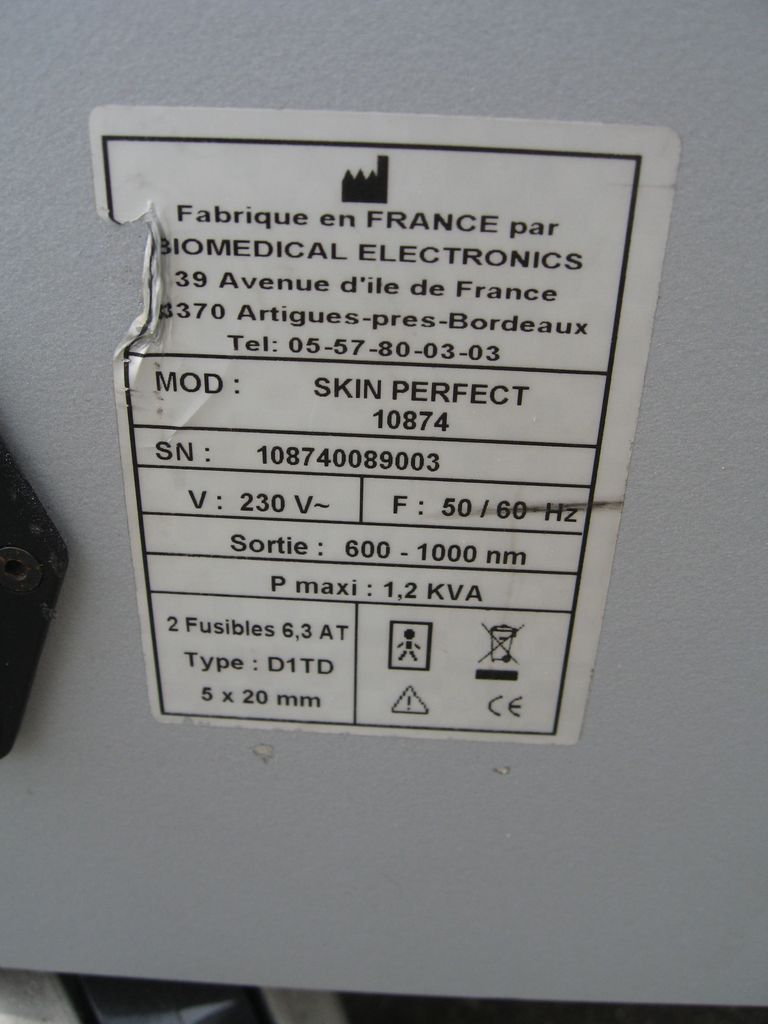 Fabrique en FRANCE par
BIOMEDICAL ELECTRONICS
39 Avenue d'ile de France
3370 Artigues-pres-Bordeaux
Tel: 05-57-80-03-03
MOD : SKIN PERFECT
10874
SN : 108740089003
V : 230 V~ F : 50 / 60 Hz
Sortie : 600 - 1000 nm
P maxi : 1,2 KVA
2 Fusibles 6,3 AT
Type : D1TD
5 x 20 mm
CE